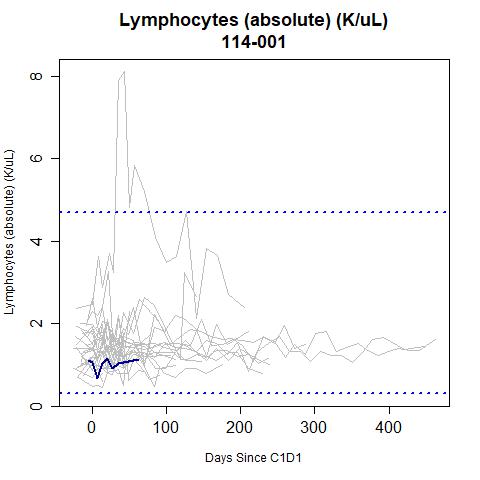 Lymphocytes (absolute) (K/uL)
114-001
Lymphocytes (absolute) (K/uL)
8
6
4
2
0
0 100 200 300 400
Days Since C1D1